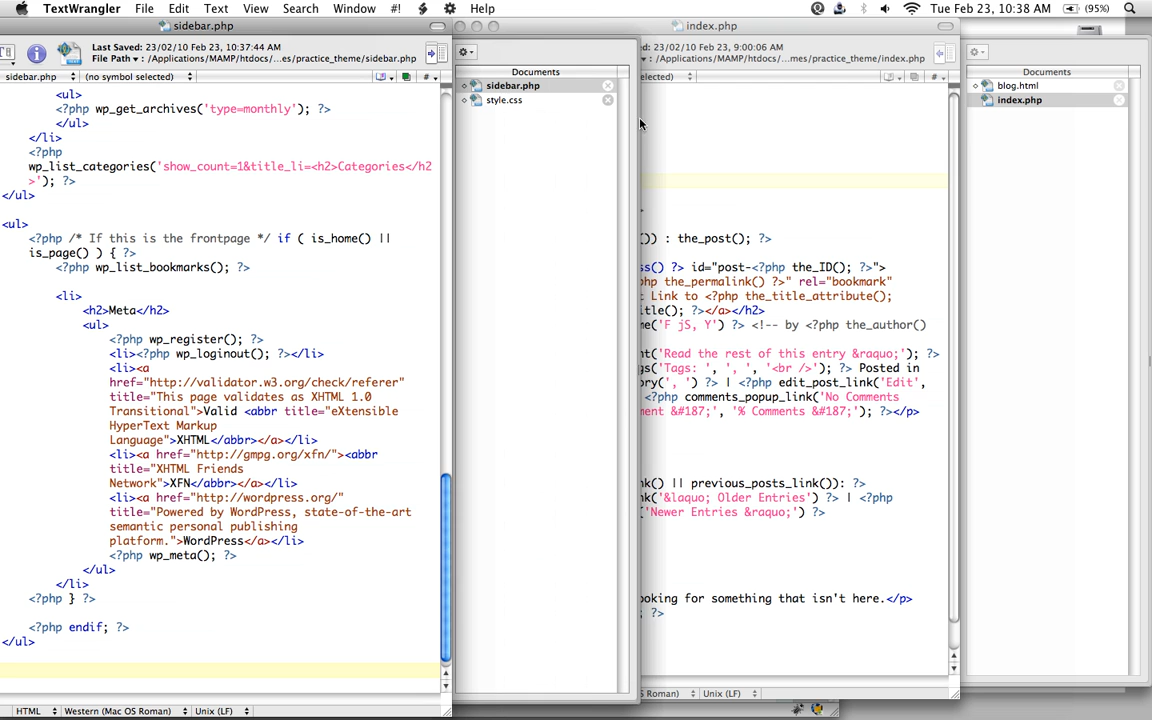 TextWrangler File Edit Text View Search Window #! Help Tue Feb 23, 10:38 AM (95%)
sidebar.php
Last Saved: 23/02/10 Feb 23, 10:37:44 AM
File Path ▾ : /Applications/MAMP/htdocs/...es/practice_theme/sidebar.php
sidebar.php (no symbol selected) #
<ul>
<?php wp_get_archives('type=monthly'); ?>
</ul>
</li>
<?php
wp_list_categories('show_count=1&title_li=<h2>Categories</h2
>'); ?>
</ul>
<ul>
<?php /* If this is the frontpage */ if ( is_home() ||
is_page() ) { ?>
<?php wp_list_bookmarks(); ?>
<li>
<h2>Meta</h2>
<ul>
<?php wp_register(); ?>
<li><?php wp_loginout(); ?></li>
<li><a
href="http://validator.w3.org/check/referer"
title="This page validates as XHTML 1.0
Transitional">Valid <abbr title="eXtensible
HyperText Markup
Language">XHTML</abbr></a></li>
<li><a href="http://gmpg.org/xfn/"><abbr
title="XHTML Friends
Network">XFN</abbr></a></li>
<li><a href="http://wordpress.org/"
title="Powered by WordPress, state-of-the-art
semantic personal publishing
platform.">WordPress</a></li>
<?php wp_meta(); ?>
</ul>
</li>
<?php } ?>
<?php endif; ?>
</ul>
HTML Western (Mac OS Roman) Unix (LF)
Documents
sidebar.php
style.css
index.php
23/02/10 Feb 23, 9:00:06 AM
: /Applications/MAMP/htdocs/...mes/practice_theme/index.php
elected) #
()) : the_post(); ?>
ss() ?> id="post-<?php the_ID(); ?>">
hp the_permalink() ?>" rel="bookmark"
t Link to <?php the_title_attribute();
itle(); ?></a></h2>
me('F jS, Y') ?> <!-- by <?php the_author()
nt('Read the rest of this entry &raquo;'); ?>
gs('Tags: ', ', ', '<br />'); ?> Posted in
ory(', ') ?> | <?php edit_post_link('Edit',
<?php comments_popup_link('No Comments
ment &#187;', '% Comments &#187;'); ?></p>
nk() || previous_posts_link()): ?>
nk('&laquo; Older Entries') ?> | <?php
('Newer Entries &raquo;') ?>
ooking for something that isn't here.</p>
; ?>
S Roman) Unix (LF)
Documents
blog.html
index.php